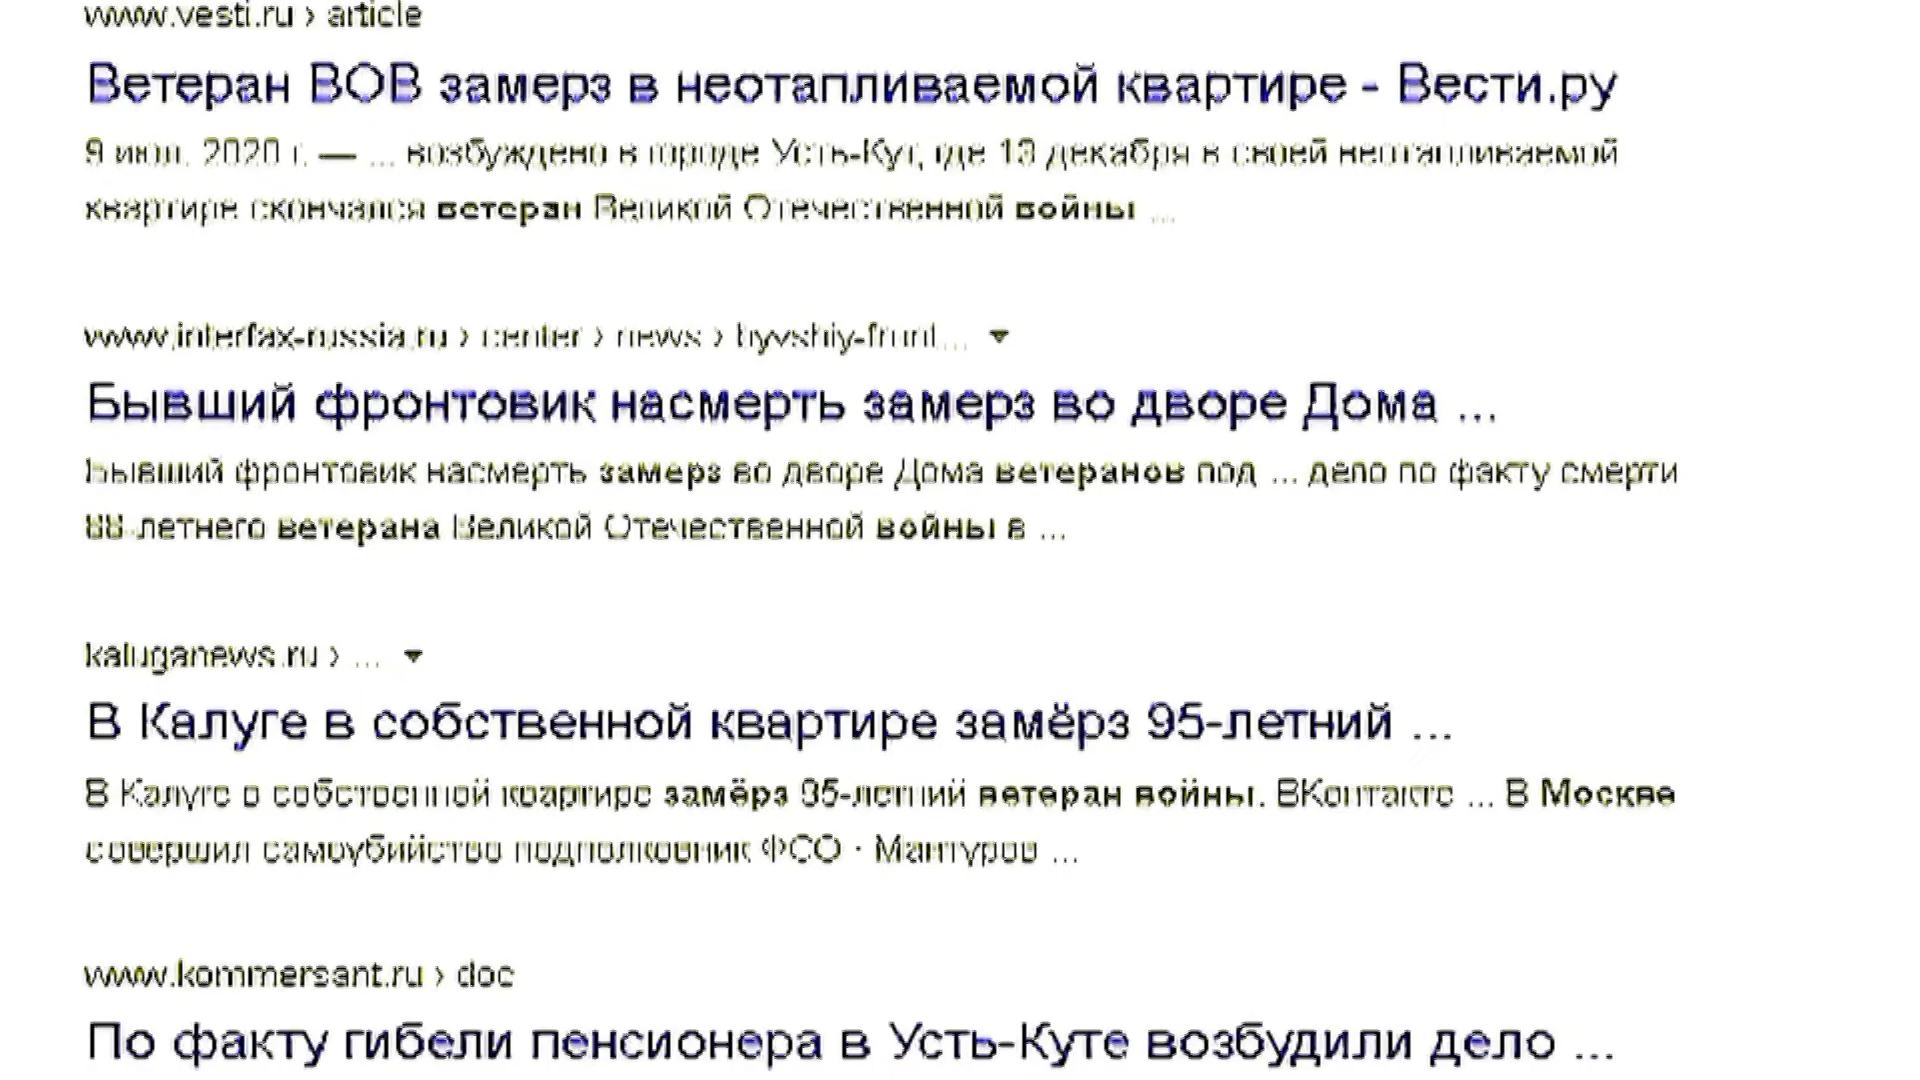 www.vesti.ru › article
Ветеран ВОВ замерз в неотапливаемой квартире - Вести.ру
9 июл. 2020 г. — ... возбуждено в городе Усть-Кут, где 13 декабря в своей неотапливаемой
квартире скончался ветеран Великой Отечественной войны ...
www.interfax-russia.ru › center › news › byvshiy-front...
Бывший фронтовик насмерть замерз во дворе Дома ...
Бывший фронтовик насмерть замерз во дворе Дома ветеранов под ... дело по факту смерти
88-летнего ветерана Великой Отечественной войны в ...
kaluganews.ru › ...
В Калуге в собственной квартире замёрз 95-летний ...
В Калуге в собственной квартире замёрз 95-летний ветеран войны. ВКонтакте ... В Москве
совершил самоубийство подполковник ФСО · Мантуров ...
www.kommersant.ru › doc
По факту гибели пенсионера в Усть-Куте возбудили дело ...